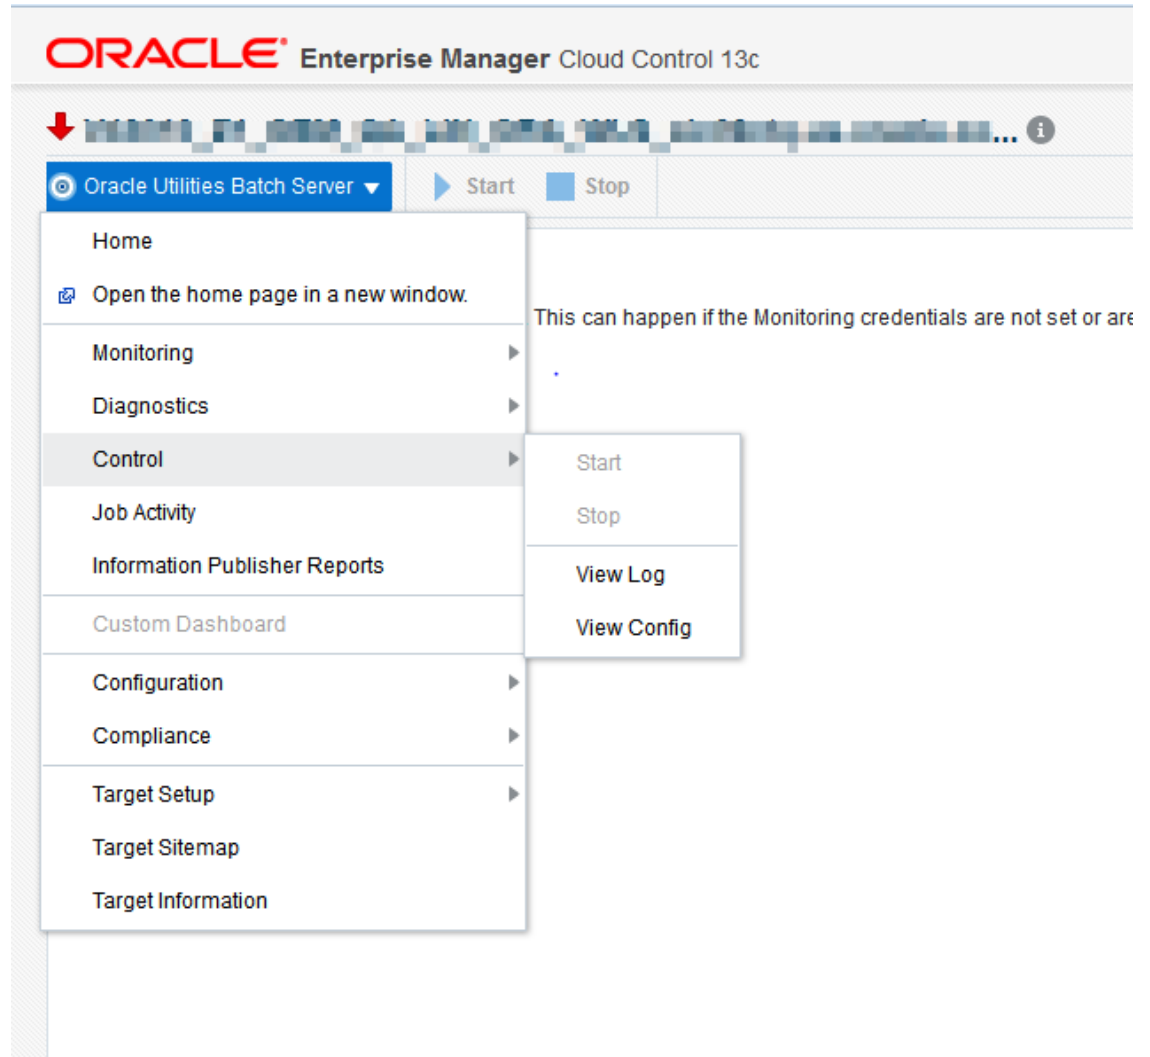 ORACLE Enterprise Manager Cloud Control 13c
...
Oracle Utilities Batch Server Start Stop
Home
Open the home page in a new window.
This can happen if the Monitoring credentials are not set or are
Monitoring
Diagnostics
Control
Start
Stop
View Log
View Config
Job Activity
Information Publisher Reports
Custom Dashboard
Configuration
Compliance
Target Setup
Target Sitemap
Target Information